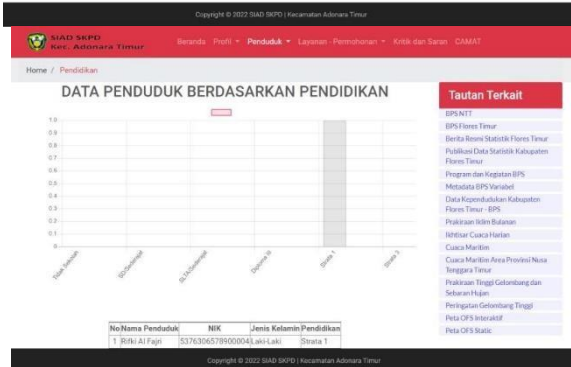 Copyright © 2022 SIAD SKPD | Kecamatan Adonara Timur
SIAD SKPD
Kec. Adonara Timur
Beranda Profil Penduduk Layanan - Permohonan Kritik dan Saran CAMAT
Home / Pendidikan
DATA PENDUDUK BERDASARKAN PENDIDIKAN
1.0
0.9
0.8
0.7
0.6
0.5
0.4
0.3
0.2
0.1
0
Tidak Sekolah
SD/Sederajat
SLTA/Sederajat
Diploma III
Strata 1
Strata 3
No Nama Penduduk NIK Jenis Kelamin Pendidikan
1 Rifki Al Fajri 5376306578900004 Laki-Laki Strata 1
Tautan Terkait
BPS NTT
BPS Flores Timur
Berita Resmi Statistik Flores Timur
Publikasi Data Statistik Kabupaten
Flores Timur
Program dan Kegiatan BPS
Metadata BPS Variabel
Data Kependudukan Kabupaten
Flores Timur - BPS
Prakiraan Iklim Bulanan
Ikhtisar Cuaca Harian
Cuaca Maritim
Cuaca Maritim Area Provinsi Nusa
Tenggara Timur
Prakiraan Tinggi Gelombang dan
Sebaran Hujan
Peringatan Gelombang Tinggi
Peta OFS Interaktif
Peta OFS Static
Copyright © 2022 SIAD SKPD | Kecamatan Adonara Timur